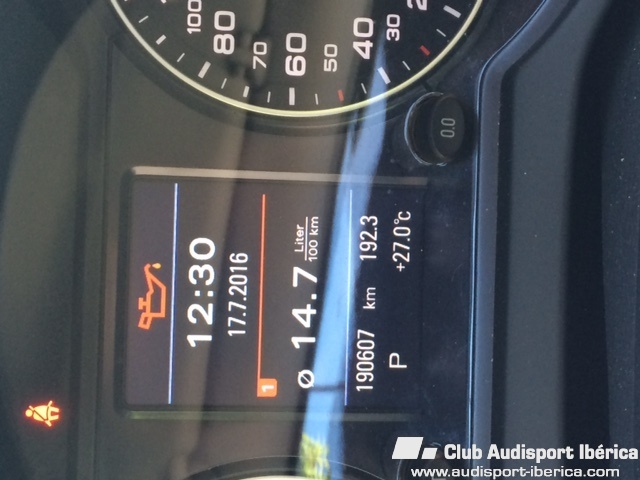 100
80
70
60
50
40
30
0.0
12:30
17.7.2016
1
Ø 14.7 Liter
100 km
190607 km 192.3
P +27.0°C
Club Audisport Ibérica
www.audisport-iberica.com